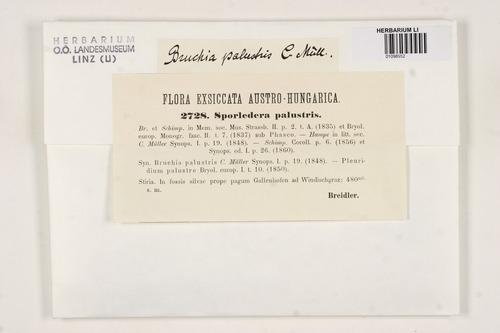 HERBARIUM
O.Ö. LANDESMUSEUM
LINZ (LI)
Bruchia palustris C. Müll.
HERBARIUM LI
01098552
FLORA EXSICCATA AUSTRO-HUNGARICA.
2728. Sporledera palustris.
Br. et Schimp. in Mem. soc. Mus. Strassb. II. p. 2. t. A. (1835) et Bryol.
europ. Monogr. fasc. II. t. 7. (1837) sub Phasco. — Hampe in litt. sec.
C. Müller Synops. I. p. 19. (1848). — Schimp. Coroll. p. 6. (1856) et
Synops. ed. I. p. 26. (1860).
Syn. Bruchia palustris C. Müller Synops. I. p. 19. (1848). — Pleuri-
dium palustre Bryol. europ. I. t. 10. (1850).
Stiria. In fossis silvae prope pagum Gallenhofen ad Windischgraz; 480
s. m.
Breidler.